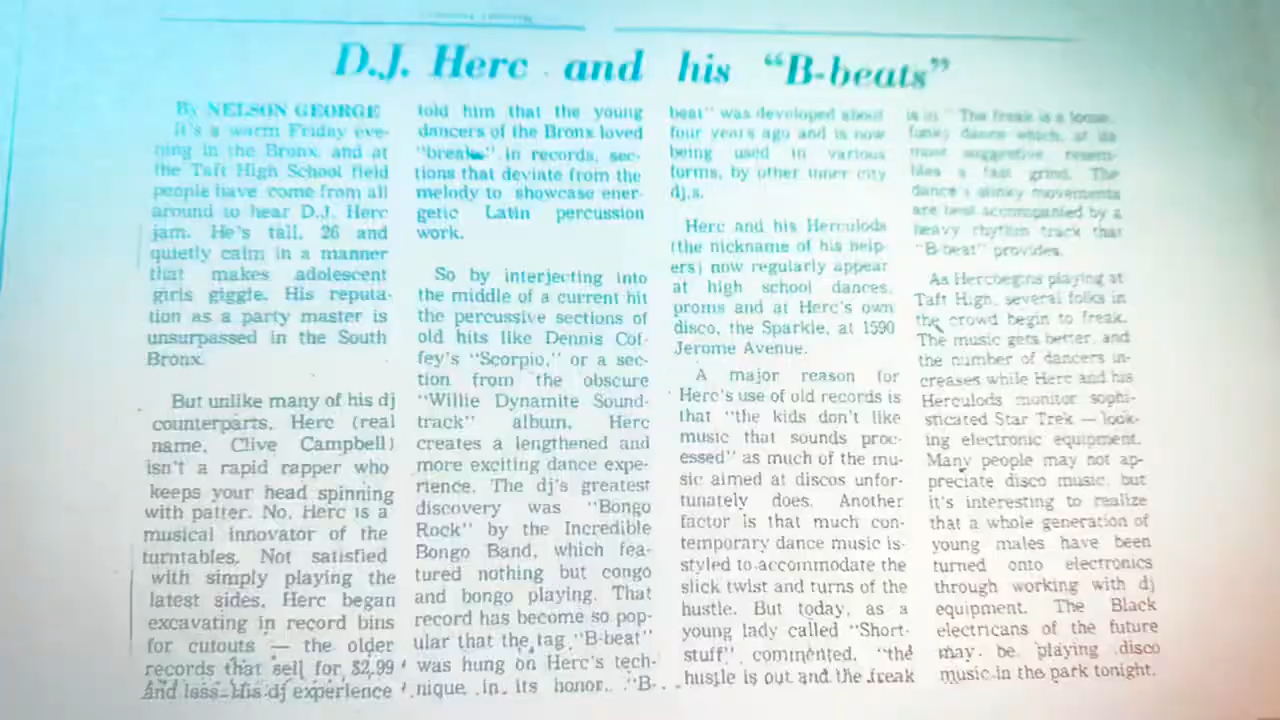 D.J. Herc and his "B-beats"
By NELSON GEORGE
It's a warm Friday eve-
ning in the Bronx, and at
the Taft High School field
people have come from all
around to hear D.J. Herc
jam. He's tall, 26 and
quietly calm in a manner
that makes adolescent
girls giggle. His reputa-
tion as a party master is
unsurpassed in the South
Bronx.
But unlike many of his dj
counterparts, Herc (real
name, Clive Campbell)
isn't a rapid rapper who
keeps your head spinning
with patter. No, Herc is a
musical innovator of the
turntables. Not satisfied
with simply playing the
latest sides, Herc began
excavating in record bins
for cutouts — the older
records that sell for $2.99
and less. His dj experience
told him that the young
dancers of the Bronx loved
"breaks" in records, sec-
tions that deviate from the
melody to showcase ener-
getic Latin percussion
work.
So by interjecting into
the middle of a current hit
the percussive sections of
old hits like Dennis Cof-
fey's "Scorpio," or a sec-
tion from the obscure
"Willie Dynamite Sound-
track" album, Herc
creates a lengthened and
more exciting dance expe-
rience. The dj's greatest
discovery was "Bongo
Rock" by the Incredible
Bongo Band, which fea-
tured nothing but congo
and bongo playing. That
record has become so pop-
ular that the tag "B-beat"
was hung on Herc's tech-
nique in its honor. "B-
beat" was developed about
four years ago and is now
being used in various
forms, by other inner city
dj.s.
Herc and his Herculods
(the nickname of his help-
ers) now regularly appear
at high school dances,
proms and at Herc's own
disco, the Sparkle, at 1590
Jerome Avenue.
A major reason for
Herc's use of old records is
that "the kids don't like
music that sounds proc-
essed" as much of the mu-
sic aimed at discos unfor-
tunately does. Another
factor is that much con-
temporary dance music is
styled to accommodate the
slick twist and turns of the
hustle. But today, as a
young lady called "Short-
stuff" commented, "the
hustle is out and the freak
is in." The freak is a loose,
funky dance which, at its
most suggestive, resem-
bles a fast grind. The
dance's slinky movements
are best accompanied by a
heavy rhythm track that
"B-beat" provides.
As Herc begins playing at
Taft High, several folks in
the crowd begin to freak.
The music gets better, and
the number of dancers in-
creases while Herc and his
Herculods monitor sophi-
sticated Star Trek — look-
ing electronic equipment.
Many people may not ap-
preciate disco music, but
it's interesting to realize
that a whole generation of
young males have been
turned onto electronics
through working with dj
equipment. The Black
electricans of the future
may be playing disco
music in the park tonight.